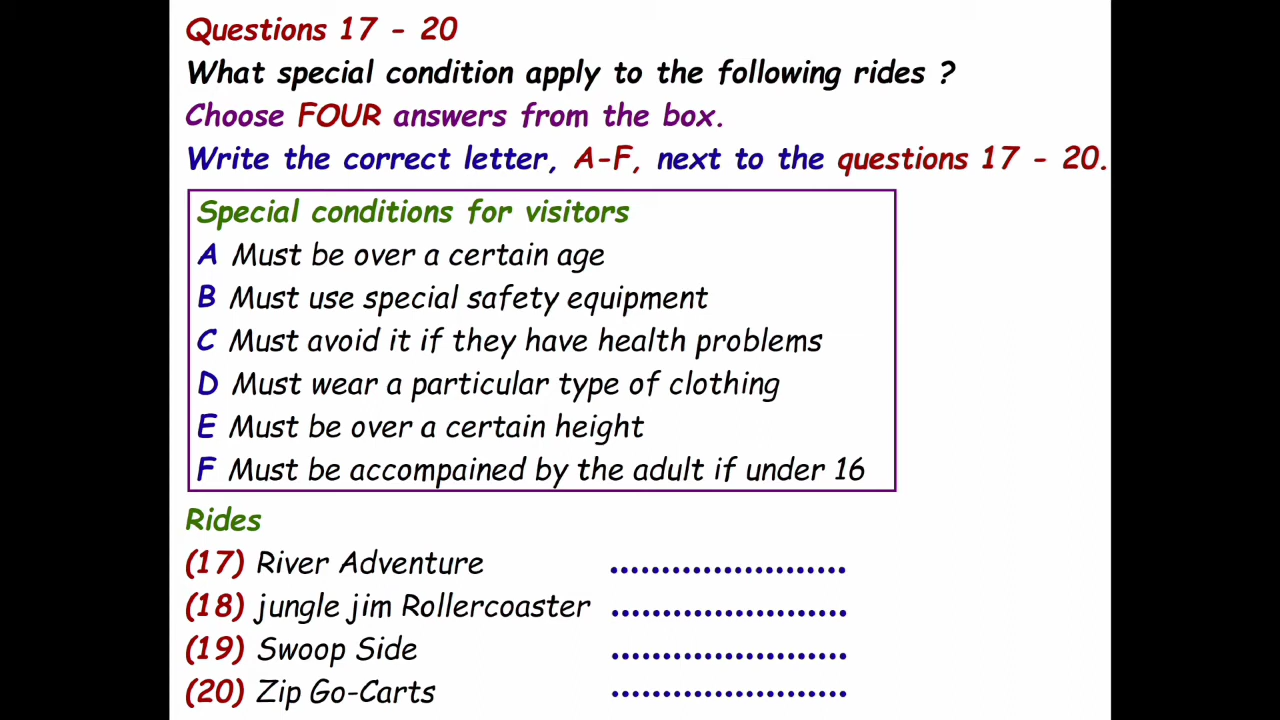 Questions 17 - 20
What special condition apply to the following rides ?
Choose FOUR answers from the box.
Write the correct letter, A-F, next to the questions 17 - 20.
Special conditions for visitors
A Must be over a certain age
B Must use special safety equipment
C Must avoid it if they have health problems
D Must wear a particular type of clothing
E Must be over a certain height
F Must be accompained by the adult if under 16
Rides
(17) River Adventure ........................
(18) jungle jim Rollercoaster ........................
(19) Swoop Side ........................
(20) Zip Go-Carts ........................